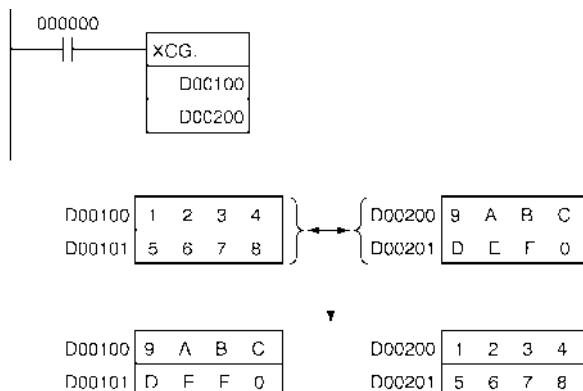 000000
XCG.
D00100
D00200
D00100 1 2 3 4 D00200 9 A B C
D00101 5 6 7 8 D00201 D E F 0
D00100 9 A B C D00200 1 2 3 4
D00101 D E F 0 D00201 5 6 7 8